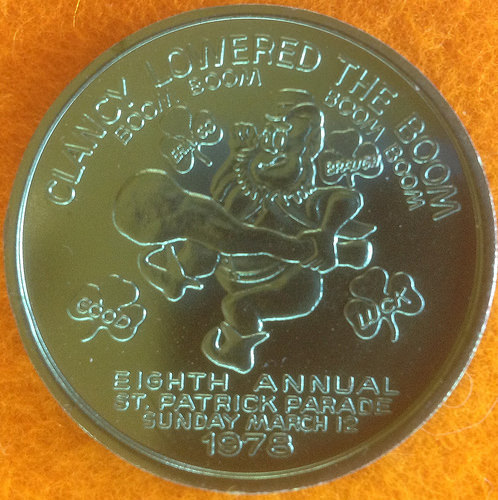 CLANCY LOWERED THE BOOM
BOOM BOOM
BOOM BOOM
BRAUGH
GOOD
LUCK
EIGHTH ANNUAL
ST. PATRICK PARADE
SUNDAY MARCH 12
1978